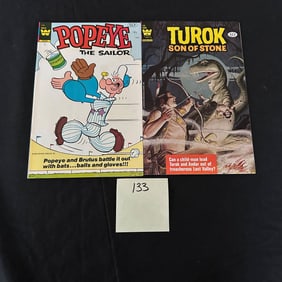 POPEYE
THE SAILOR
Popeye and Brutus battle it out
with bats...balls and gloves!!!
TUROK
SON OF STONE
Can a child-man lead
Turok and Andar out of
treacherous Lost Valley?
133